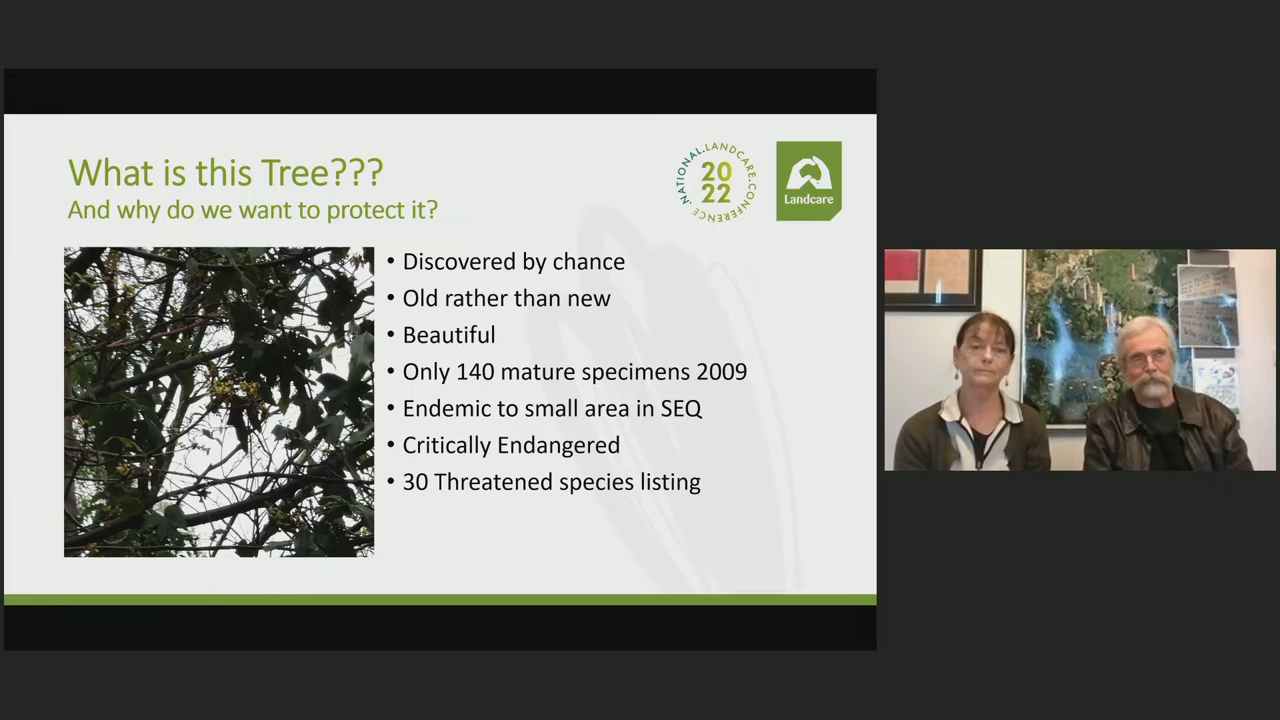 What is this Tree???
And why do we want to protect it?
NATIONAL.LANDCARE.CONFERENCE.
20
22
Landcare
• Discovered by chance
• Old rather than new
• Beautiful
• Only 140 mature specimens 2009
• Endemic to small area in SEQ
• Critically Endangered
• 30 Threatened species listing